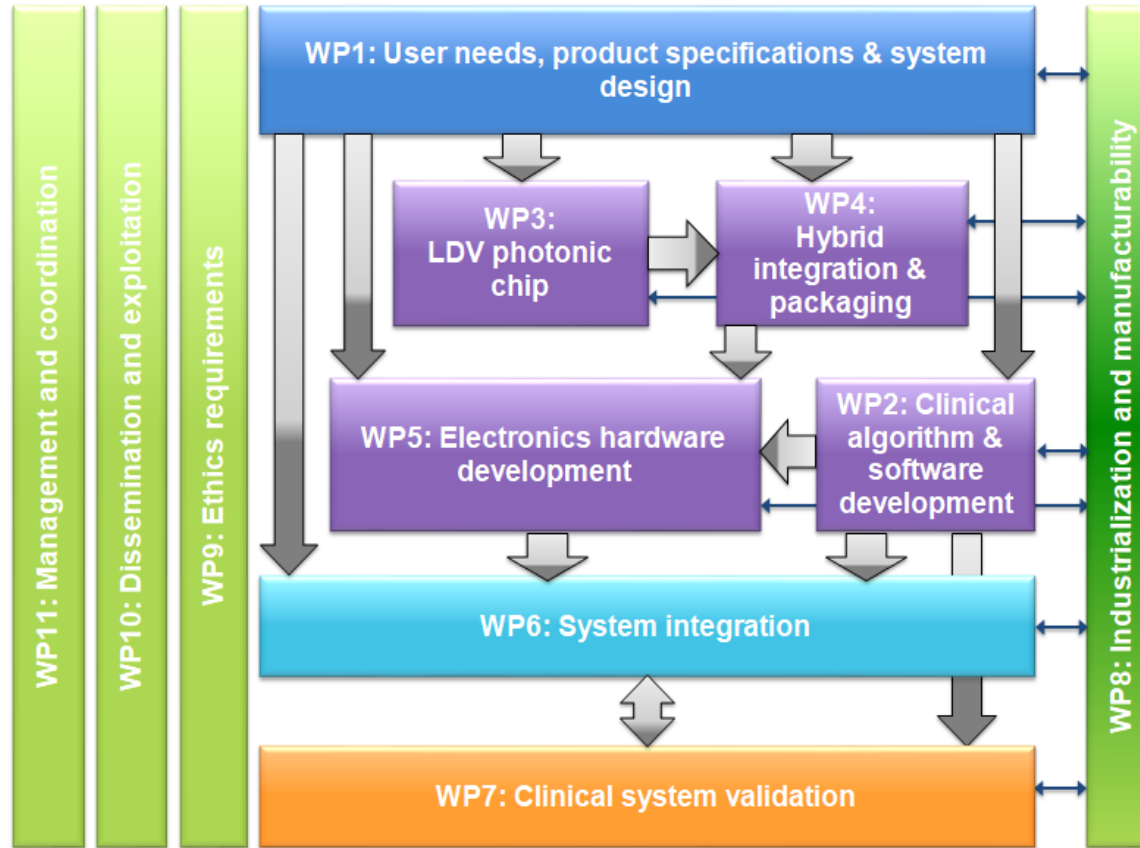 WP11: Management and coordination
WP10: Dissemination and exploitation
WP9: Ethics requirements
WP1: User needs, product specifications & system
design
WP3:
LDV photonic
chip
WP4:
Hybrid
integration &
packaging
WP5: Electronics hardware
development
WP2: Clinical
algorithm &
software
development
WP6: System integration
WP7: Clinical system validation
WP8: Industrialization and manufacturability